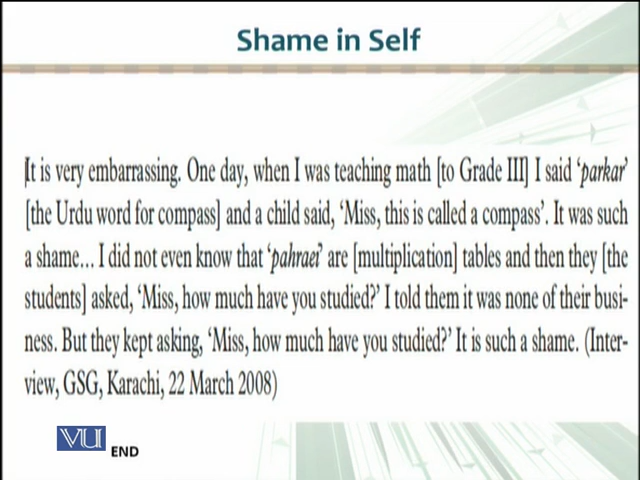 Shame in Self
It is very embarrassing. One day, when I was teaching math [to Grade III] I said ‘parkar’
[the Urdu word for compass] and a child said, ‘Miss, this is called a compass’. It was such
a shame... I did not even know that ‘pahraei’ are [multiplication] tables and then they [the
students] asked, ‘Miss, how much have you studied?’ I told them it was none of their busi-
ness. But they kept asking, ‘Miss, how much have you studied?’ It is such a shame. (Inter-
view, GSG, Karachi, 22 March 2008)
VU
END